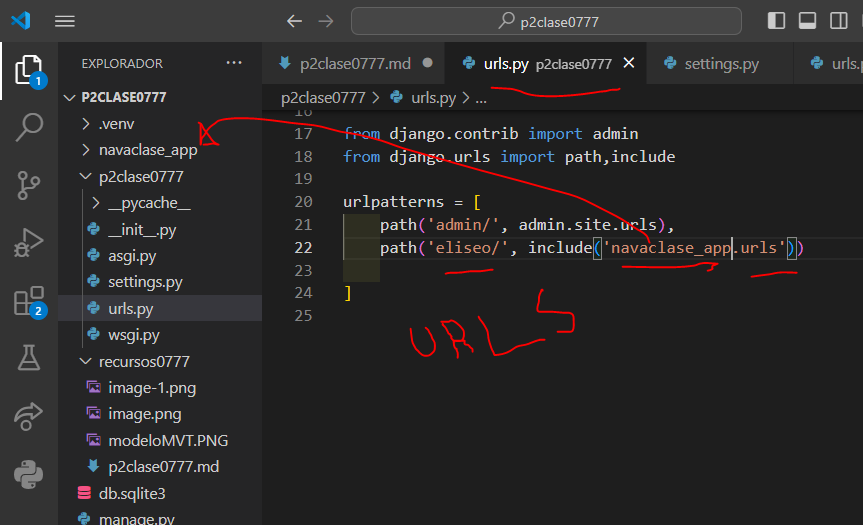 p2clase0777
EXPLORADOR ...
p2clase0777.md
urls.py p2clase0777
settings.py
P2CLASE0777
p2clase0777 > urls.py > ...
.venv
navaclase_app
p2clase0777
__pycache__
__init__.py
asgi.py
settings.py
urls.py
wsgi.py
recursos0777
image-1.png
image.png
modeloMVT.PNG
p2clase0777.md
db.sqlite3
manage.py
1
2
16
17 from django.contrib import admin
18 from django.urls import path,include
19
20 urlpatterns = [
21 path('admin/', admin.site.urls),
22 path('eliseo/', include('navaclase_app.urls'))
23
24 ]
25
URLS